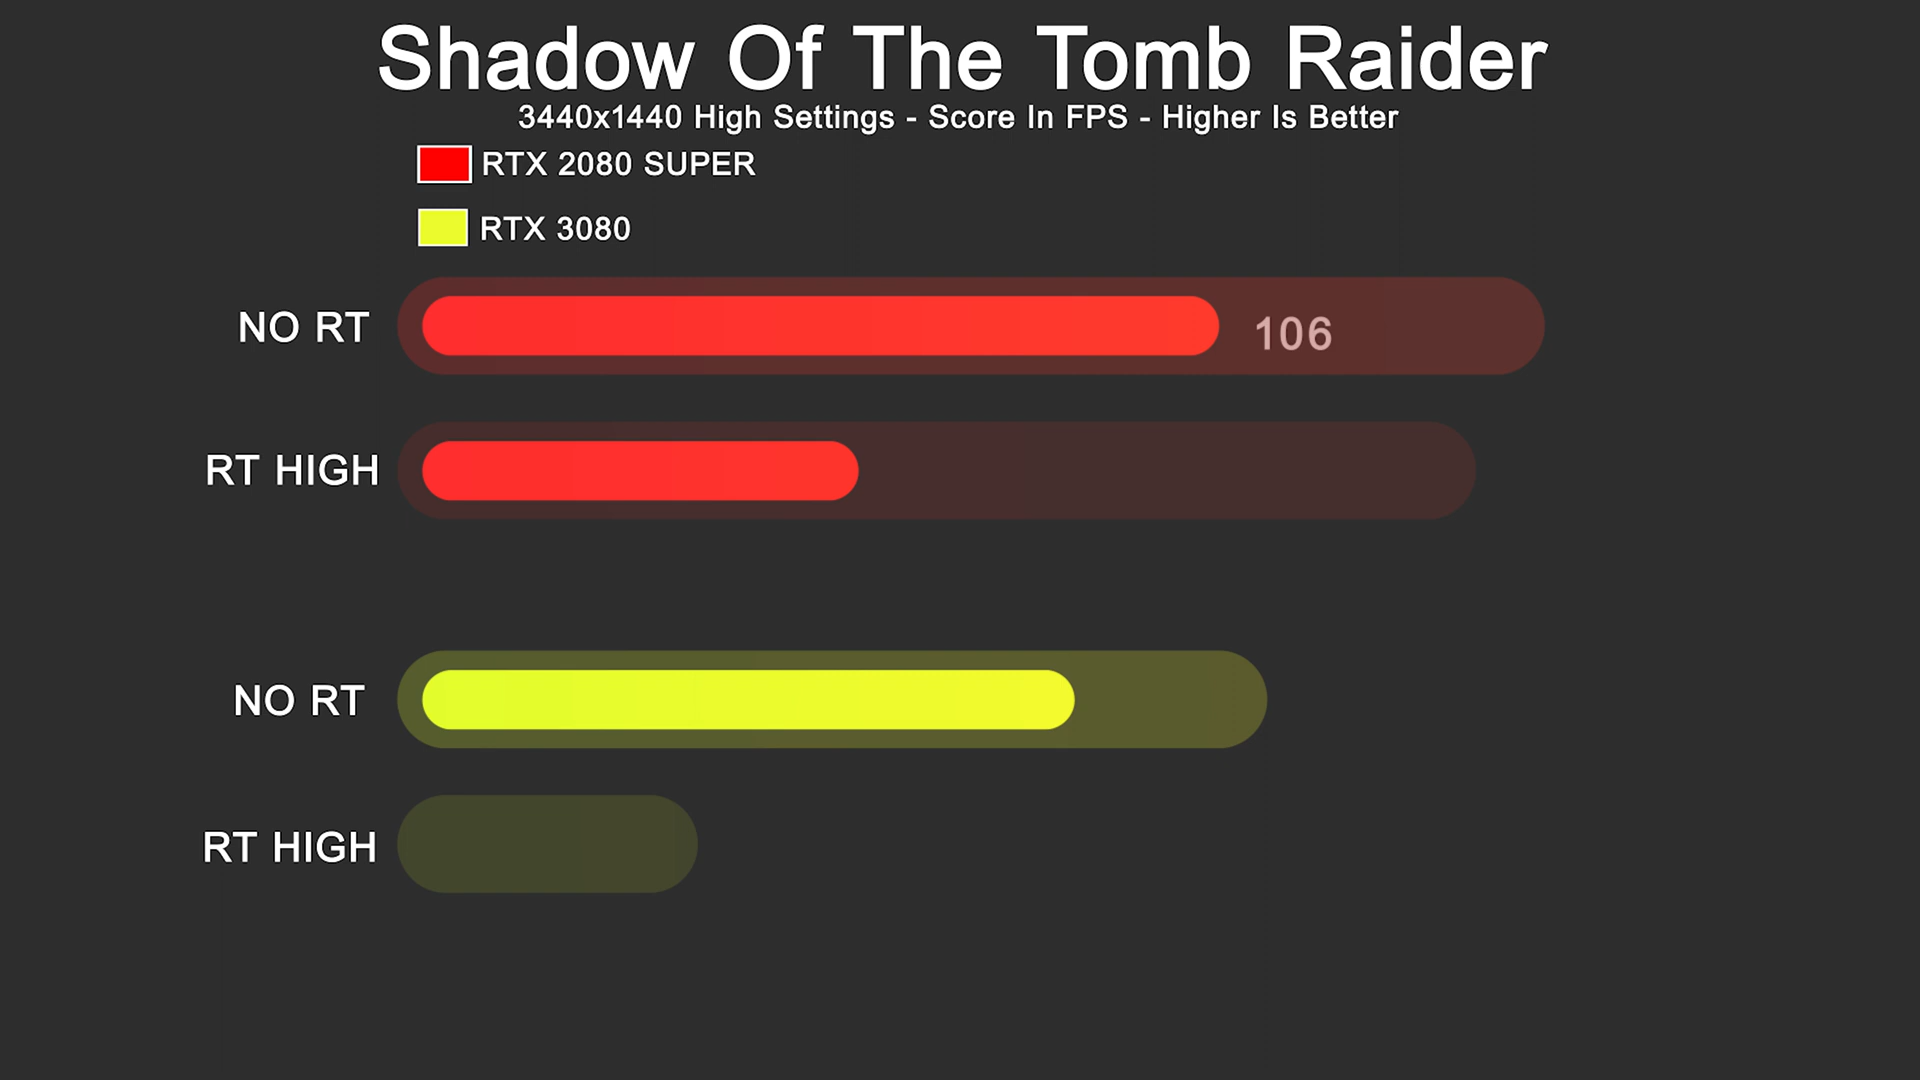 Shadow Of The Tomb Raider
3440x1440 High Settings - Score In FPS - Higher Is Better
RTX 2080 SUPER
RTX 3080
NO RT
106
RT HIGH
NO RT
RT HIGH